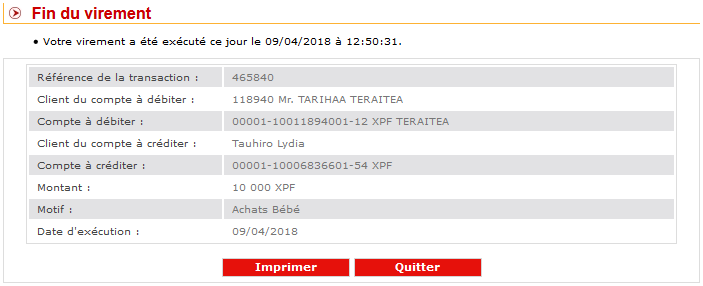 Fin du virement
• Votre virement a été exécuté ce jour le 09/04/2018 à 12:50:31.
Référence de la transaction : 465840
Client du compte à débiter : 118940 Mr. TARIHAA TERAITEA
Compte à débiter : 00001-10011894001-12 XPF TERAITEA
Client du compte à créditer : Tauhiro Lydia
Compte à créditer : 00001-10006836601-54 XPF
Montant : 10 000 XPF
Motif : Achats Bébé
Date d'exécution : 09/04/2018
Imprimer Quitter